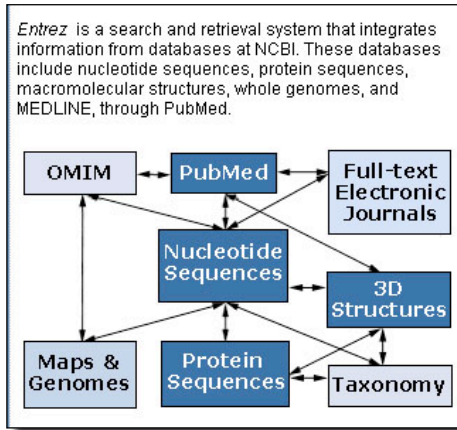 Entrez is a search and retrieval system that integrates
information from databases at NCBI. These databases
include nucleotide sequences, protein sequences,
macromolecular structures, whole genomes, and
MEDLINE, through PubMed.
OMIM
PubMed
Full-text
Electronic
Journals
Nucleotide
Sequences
3D
Structures
Maps &
Genomes
Protein
Sequences
Taxonomy